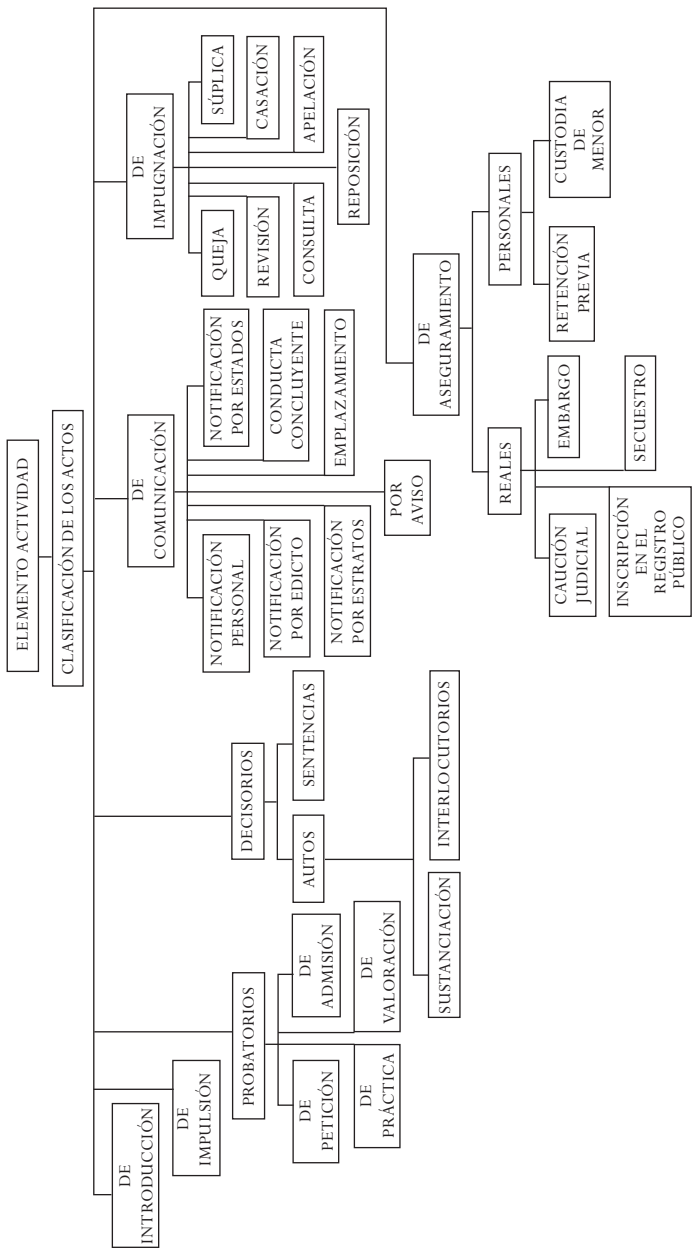 ELEMENTO ACTIVIDAD
CLASIFICACIÓN DE LOS ACTOS
DE
INTRODUCCIÓN
DE
IMPULSIÓN
PROBATORIOS
DE
PETICIÓN
DE
ADMISIÓN
DE
PRÁCTICA
DE
VALORACIÓN
DECISORIOS
AUTOS
SENTENCIAS
SUSTANCIACIÓN
INTERLOCUTORIOS
DE
COMUNICACIÓN
NOTIFICACIÓN
PERSONAL
NOTIFICACIÓN
POR ESTADOS
NOTIFICACIÓN
POR EDICTO
CONDUCTA
CONCLUYENTE
NOTIFICACIÓN
POR ESTRATOS
EMPLAZAMIENTO
POR
AVISO
DE
IMPUGNACIÓN
QUEJA
SÚPLICA
REVISIÓN
CASACIÓN
CONSULTA
APELACIÓN
REPOSICIÓN
DE
ASEGURAMIENTO
REALES
CAUCIÓN
JUDICIAL
EMBARGO
INSCRIPCIÓN
EN EL
REGISTRO
PÚBLICO
SECUESTRO
PERSONALES
RETENCIÓN
PREVIA
CUSTODIA
DE
MENOR